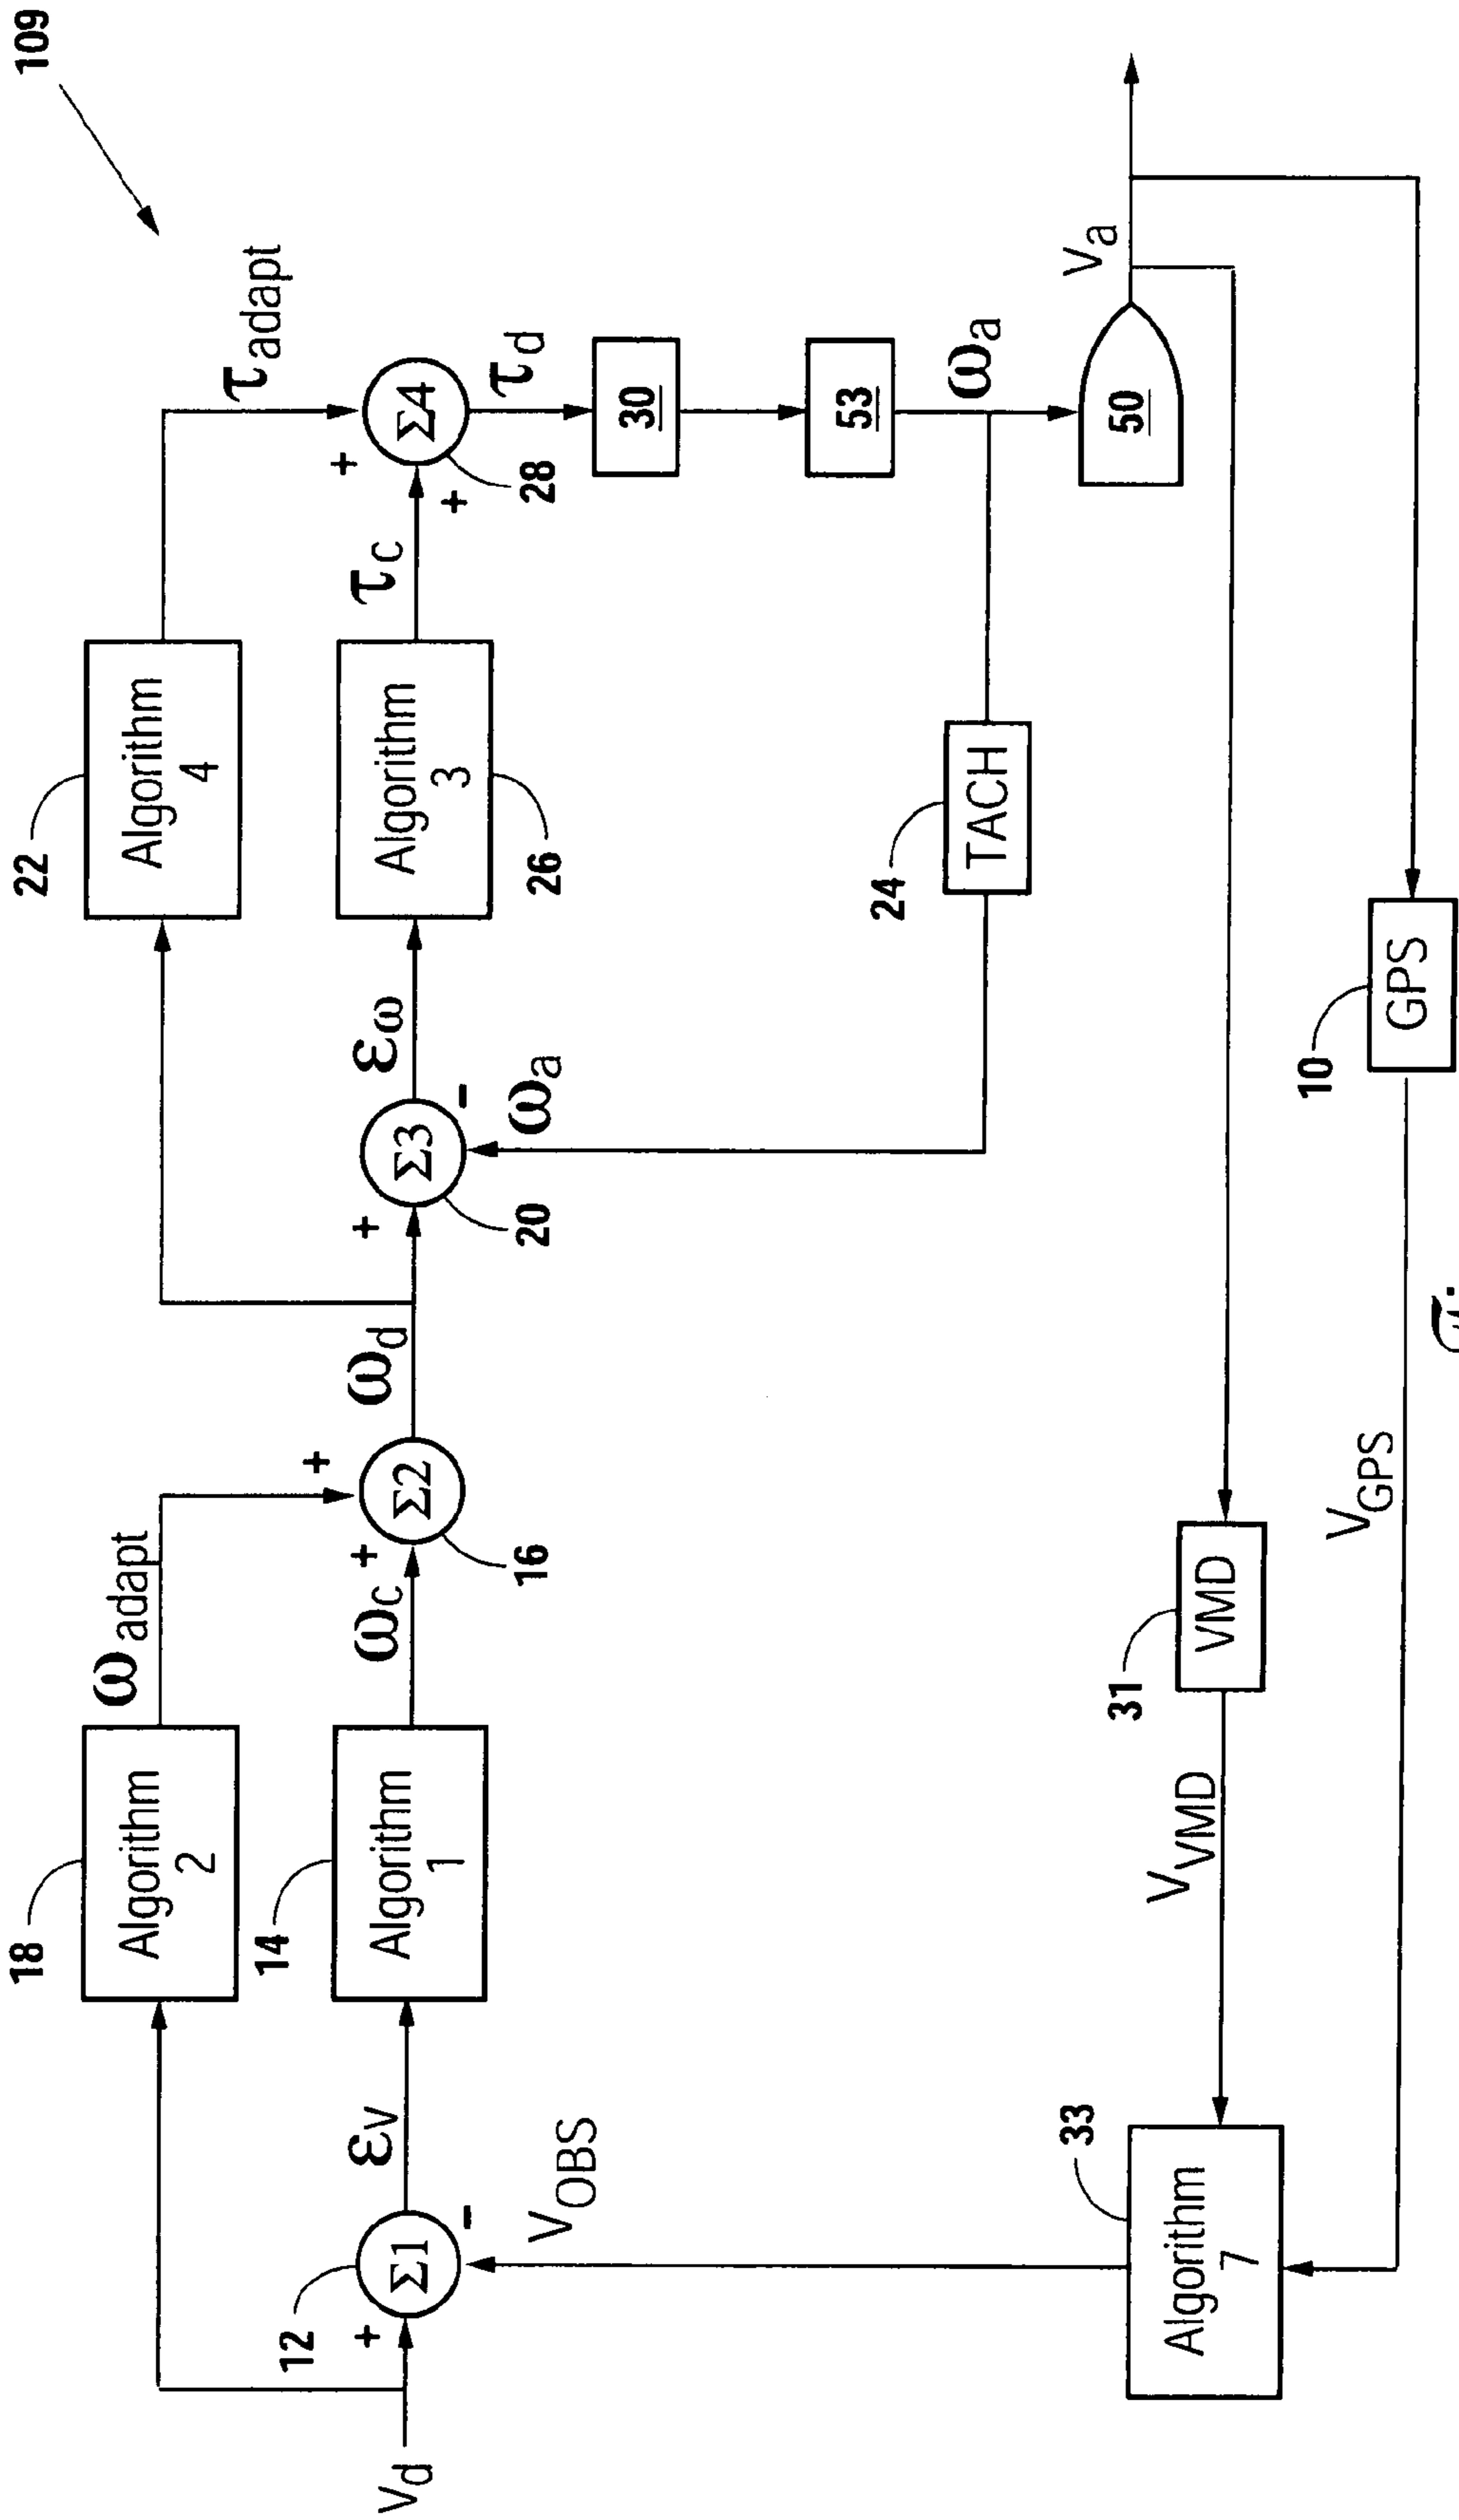 109
22
Algorithm
4
τadapt
18
Algorithm
2
ωadapt
Vd
+
12
Σ1
-
εv
14
Algorithm
1
ωc
+
+
Σ2
16
ωd
+
Σ3
20
-
εω
ωa
Algorithm
3
26
τc
+
+
Σ4
28
τd
30
53
ωa
24
TACH
50
Va
VOBS
33
Algorithm
7
VVMD
31
VMD
VGPS
10
GPS